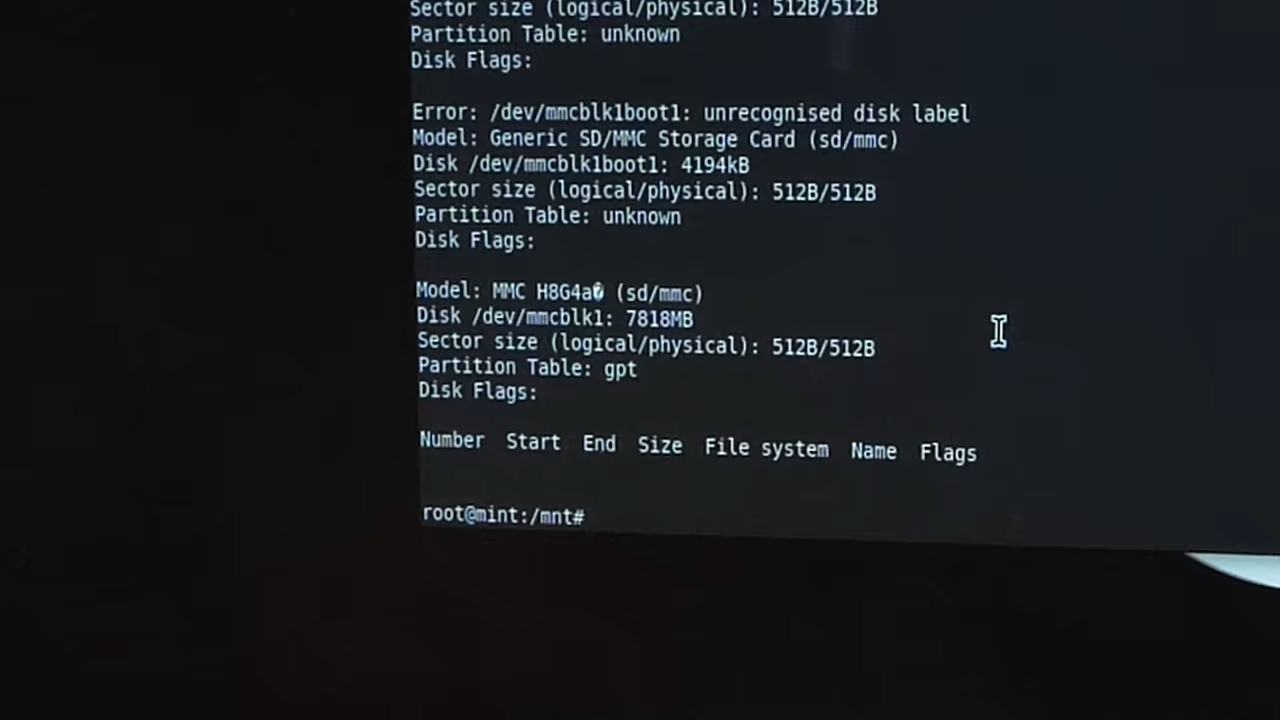 Sector size (logical/physical): 512B/512B
Partition Table: unknown
Disk Flags:
Error: /dev/mmcblk1boot1: unrecognised disk label
Model: Generic SD/MMC Storage Card (sd/mmc)
Disk /dev/mmcblk1boot1: 4194kB
Sector size (logical/physical): 512B/512B
Partition Table: unknown
Disk Flags:
Model: MMC H8G4a� (sd/mmc)
Disk /dev/mmcblk1: 7818MB
Sector size (logical/physical): 512B/512B
Partition Table: gpt
Disk Flags:
Number Start End Size File system Name Flags
root@mint:/mnt#